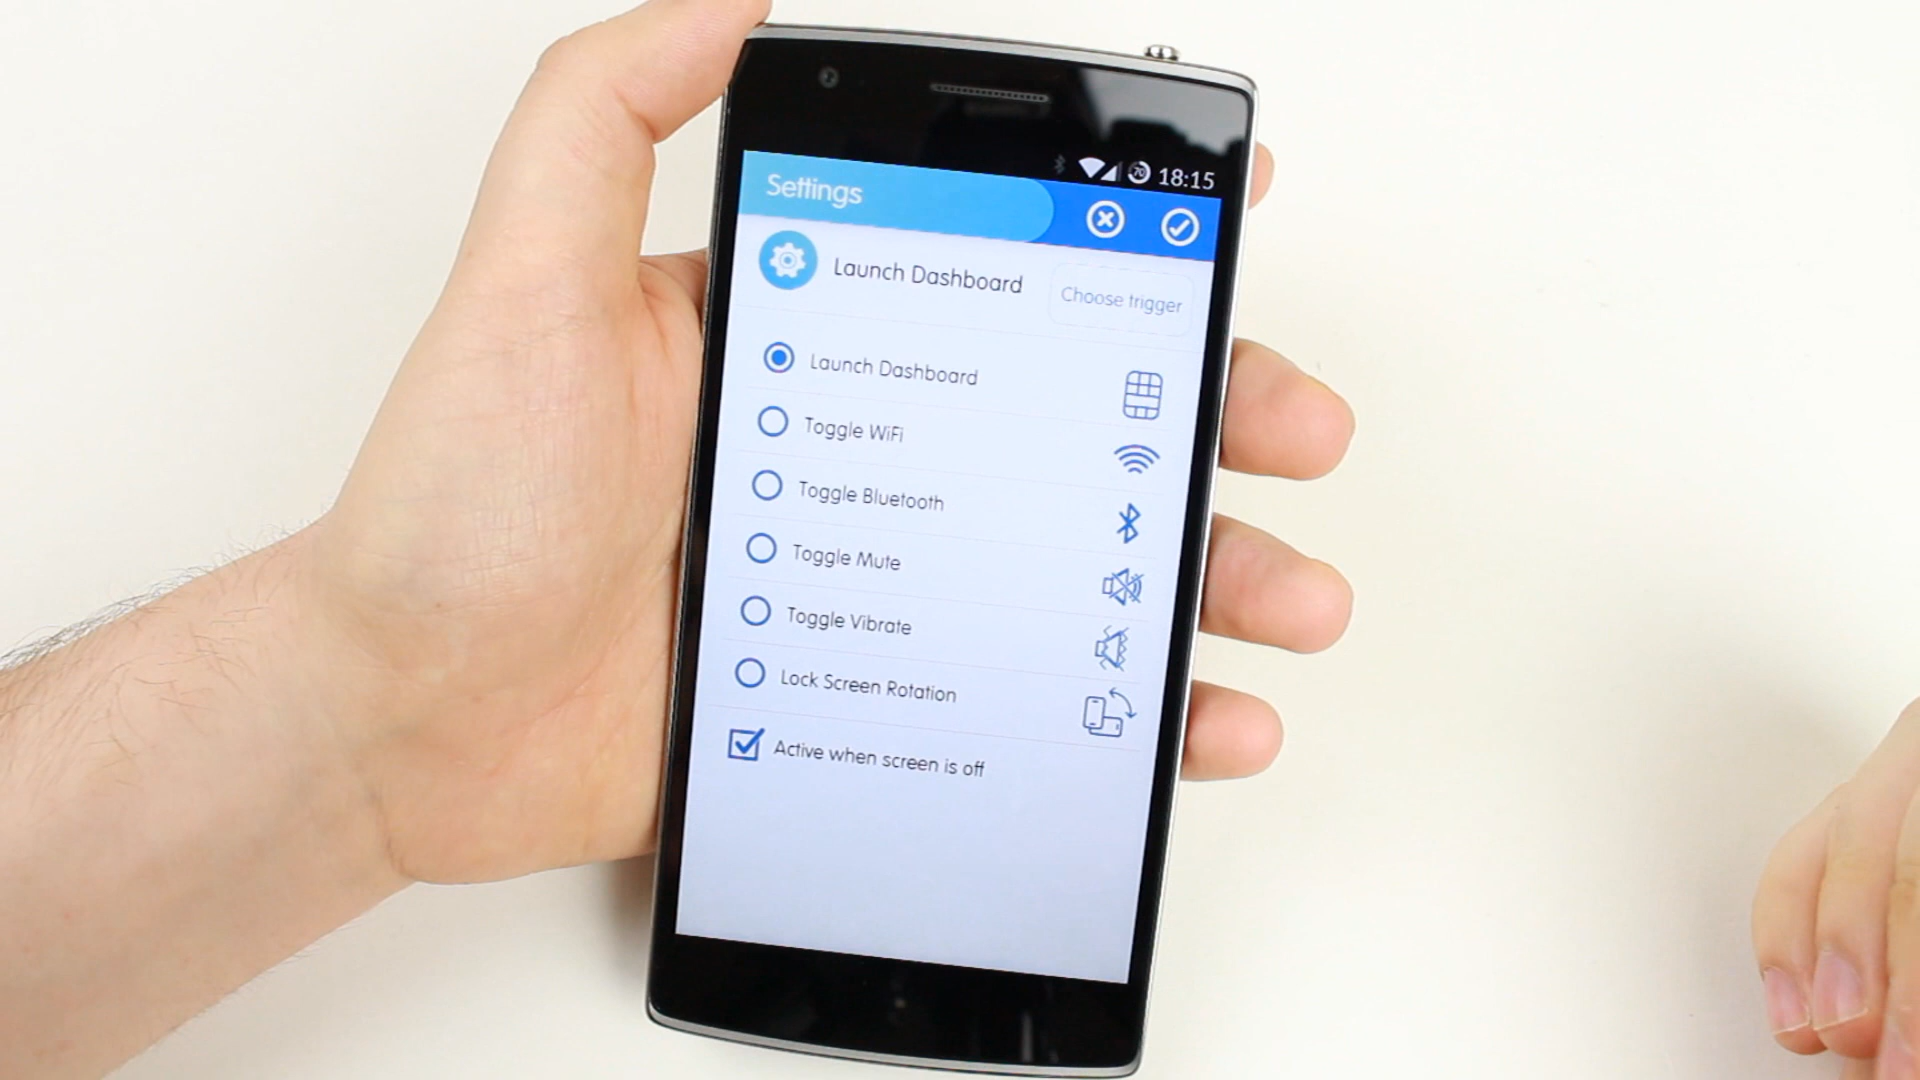 70 18:15
Settings
Launch Dashboard
Choose trigger
Launch Dashboard
Toggle WiFi
Toggle Bluetooth
Toggle Mute
Toggle Vibrate
Lock Screen Rotation
Active when screen is off